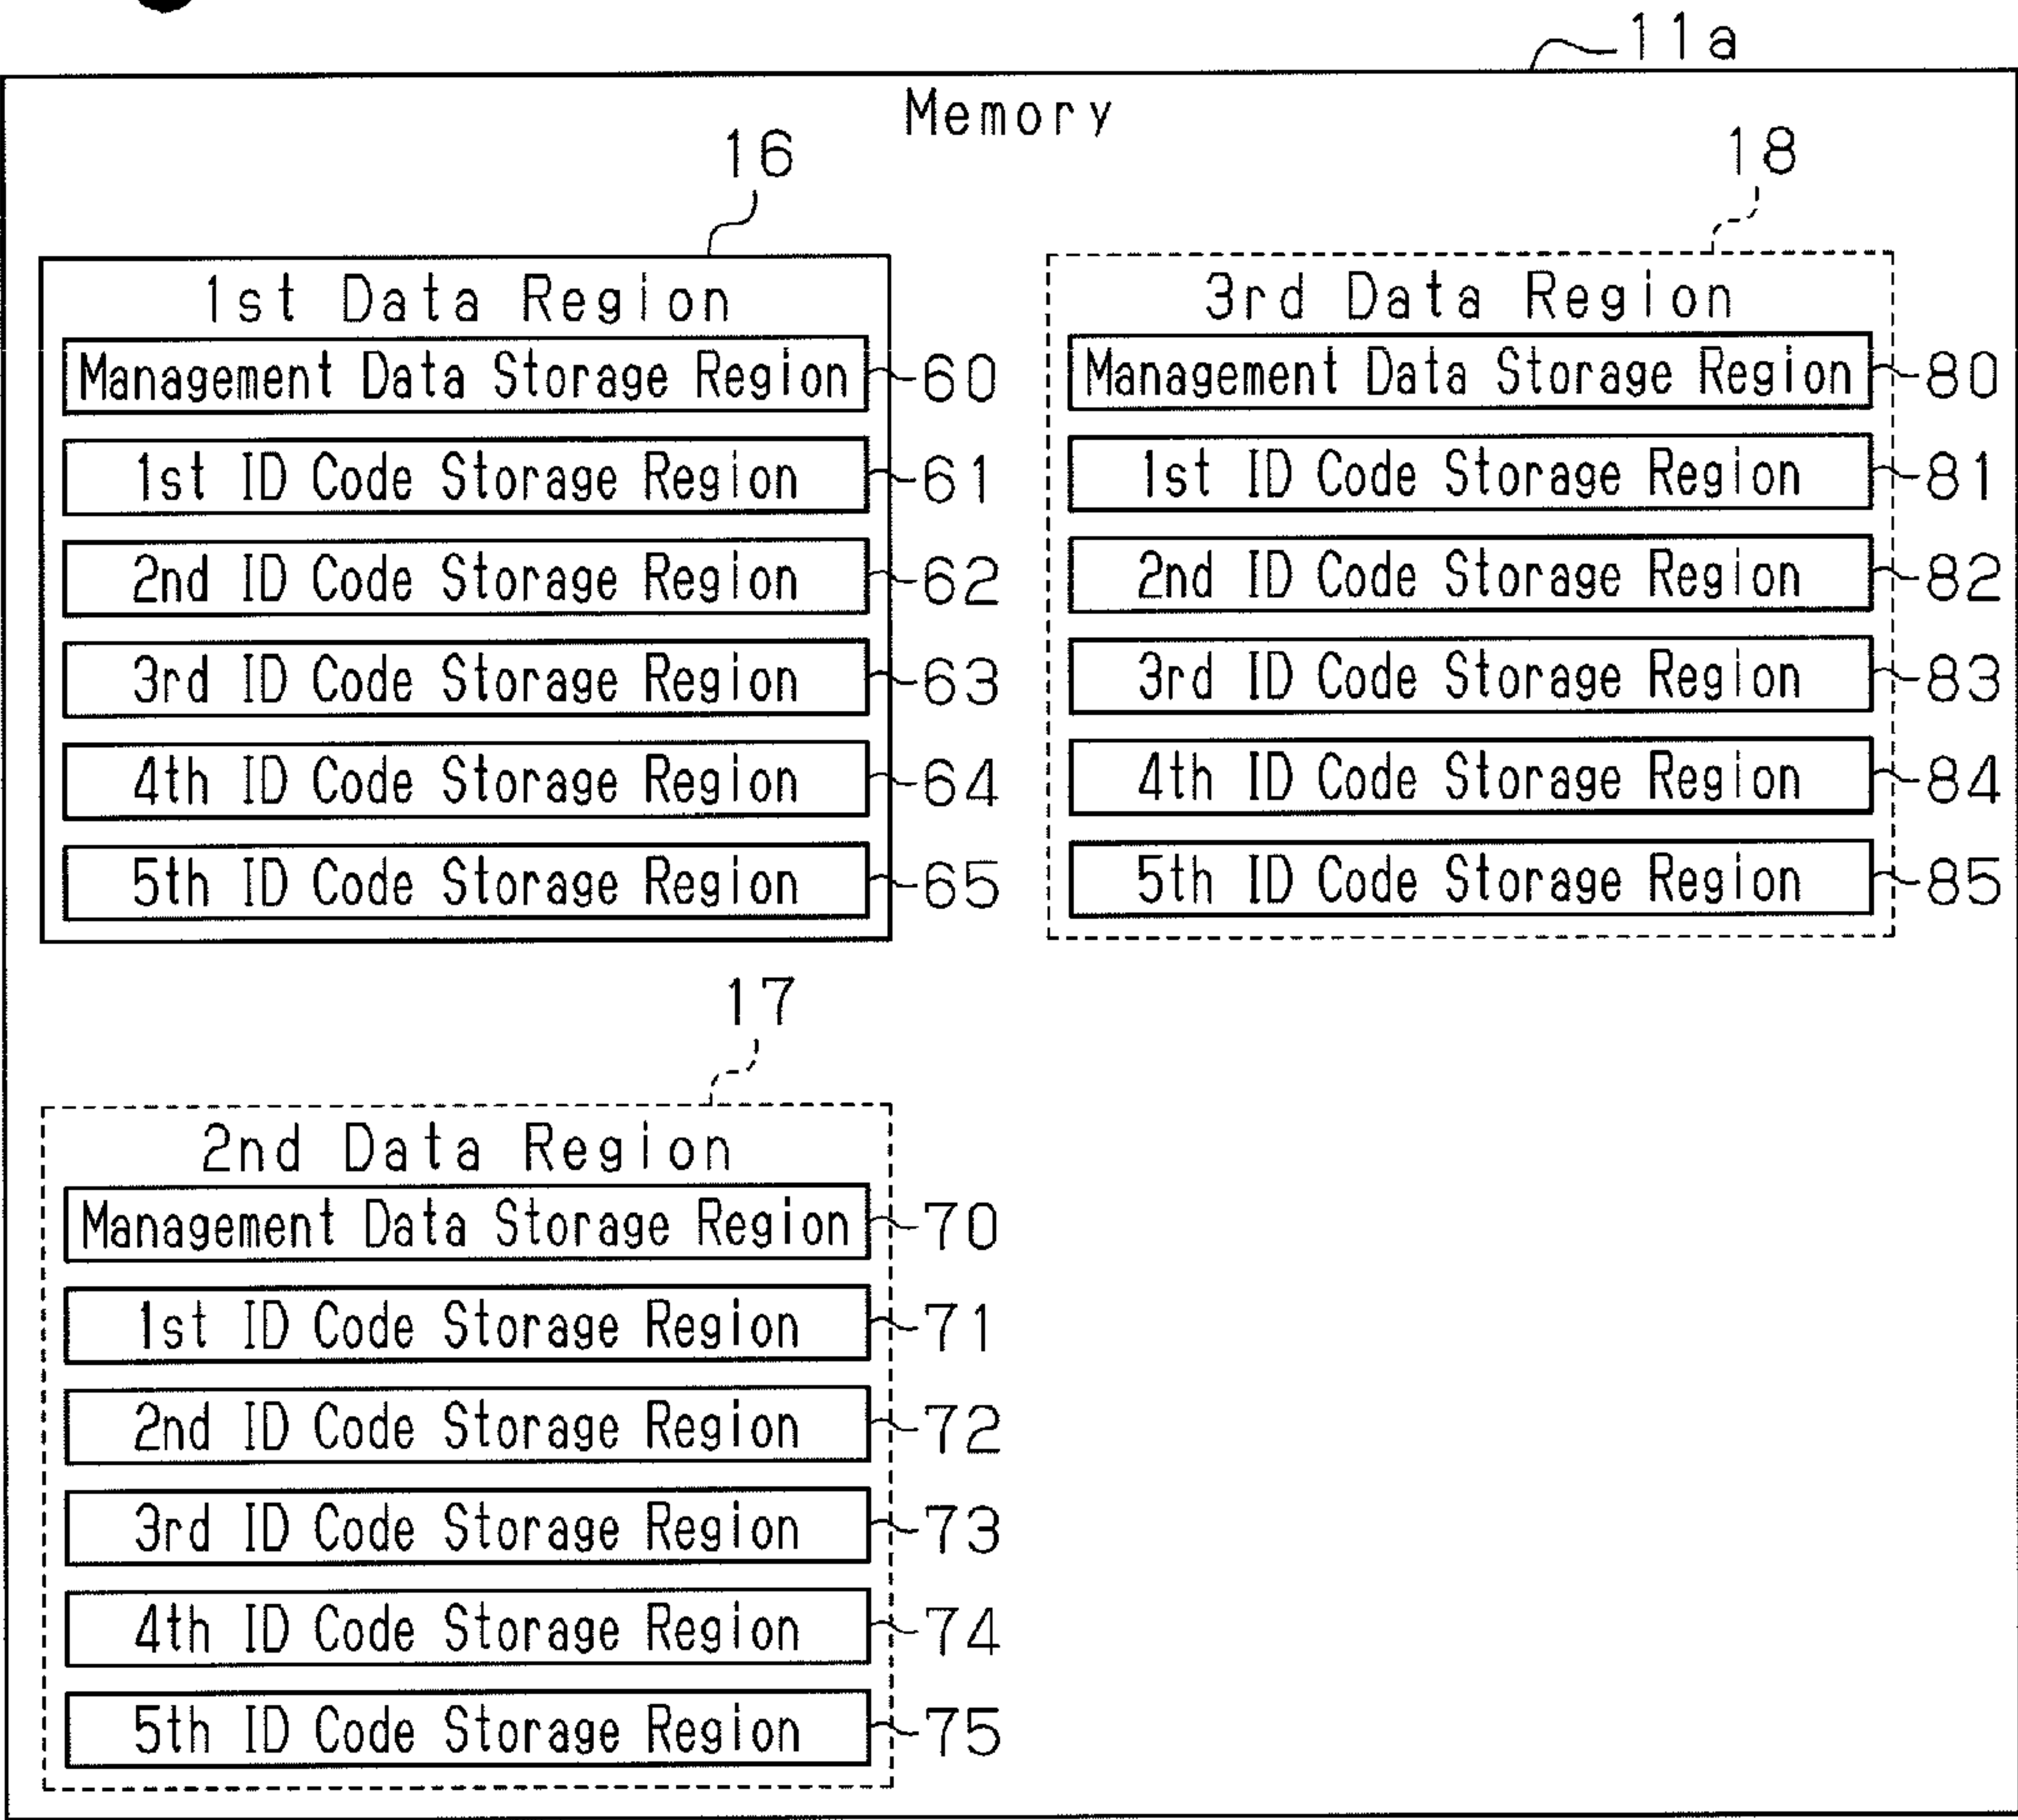 11a
Memory
16
1st Data Region
Management Data Storage Region 60
1st ID Code Storage Region 61
2nd ID Code Storage Region 62
3rd ID Code Storage Region 63
4th ID Code Storage Region 64
5th ID Code Storage Region 65
18
3rd Data Region
Management Data Storage Region 80
1st ID Code Storage Region 81
2nd ID Code Storage Region 82
3rd ID Code Storage Region 83
4th ID Code Storage Region 84
5th ID Code Storage Region 85
17
2nd Data Region
Management Data Storage Region 70
1st ID Code Storage Region 71
2nd ID Code Storage Region 72
3rd ID Code Storage Region 73
4th ID Code Storage Region 74
5th ID Code Storage Region 75